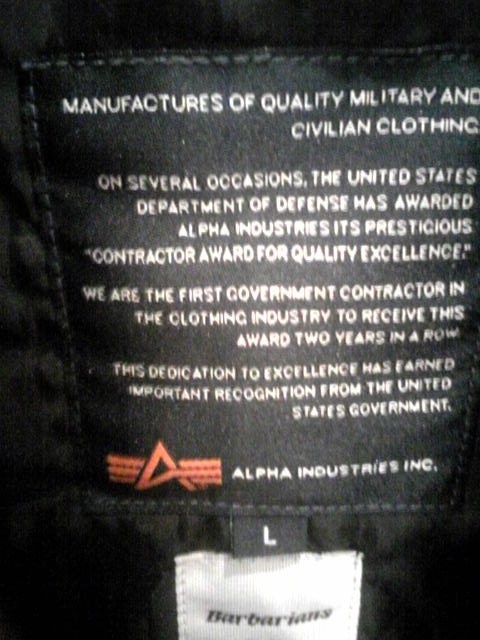 MANUFACTURES OF QUALITY MILITARY AND
CIVILIAN CLOTHING
ON SEVERAL OCCASIONS, THE UNITED STATES
DEPARTMENT OF DEFENSE HAS AWARDED
ALPHA INDUSTRIES ITS PRESTIGIOUS
"CONTRACTOR AWARD FOR QUALITY EXCELLENCE."
WE ARE THE FIRST GOVERNMENT CONTRACTOR IN
THE CLOTHING INDUSTRY TO RECEIVE THIS
AWARD TWO YEARS IN A ROW
THIS DEDICATION TO EXCELLENCE HAS EARNED
IMPORTANT RECOGNITION FROM THE UNITED
STATES GOVERNMENT.
ALPHA INDUSTRIES INC.
L
Barbarians